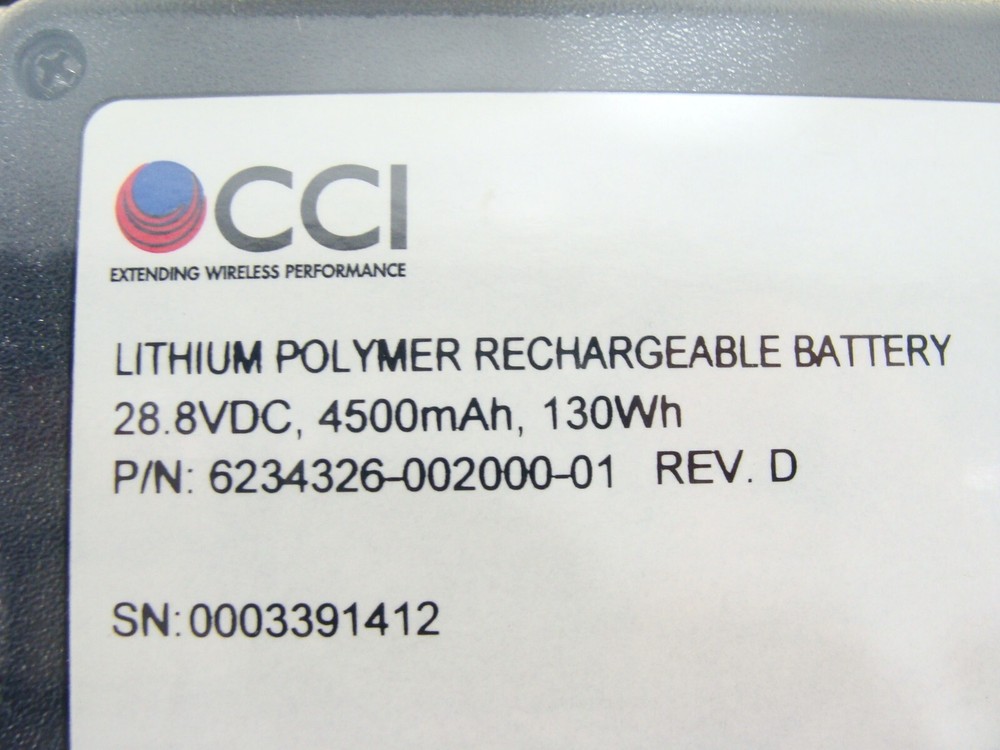 CCI
EXTENDING WIRELESS PERFORMANCE
LITHIUM POLYMER RECHARGEABLE BATTERY
28.8VDC, 4500mAh, 130Wh
P/N: 6234326-002000-01 REV. D
SN:0003391412